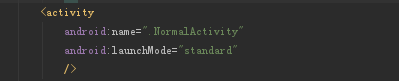 <activity
android:name=".NormalActivity"
android:launchMode="standard"
/>